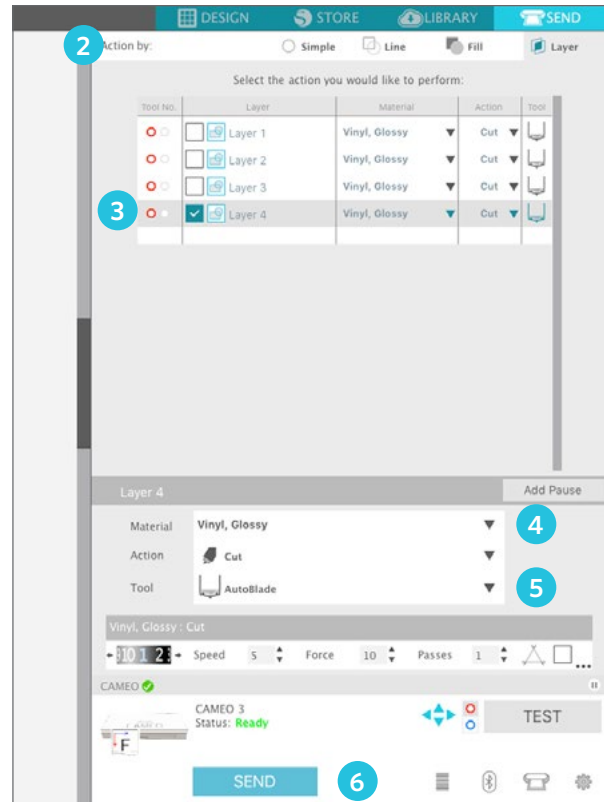 DESIGN STORE LIBRARY SEND
2 Action by: Simple Line Fill Layer
Select the action you would like to perform:
Tool No. Layer Material Action Tool
Layer 1 Vinyl, Glossy Cut
Layer 2 Vinyl, Glossy Cut
Layer 3 Vinyl, Glossy Cut
3 Layer 4 Vinyl, Glossy Cut
Layer 4 Add Pause
Material Vinyl, Glossy 4
Action Cut
Tool AutoBlade 5
Vinyl, Glossy : Cut
10 1 2 Speed 5 Force 10 Passes 1 ...
CAMEO
CAMEO 3
Status: Ready
F
TEST
SEND 6